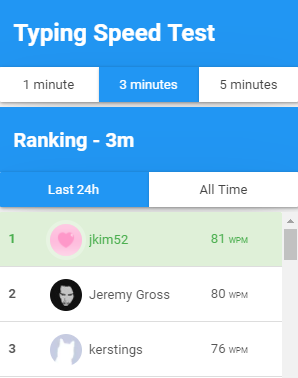 Typing Speed Test
1 minute 3 minutes 5 minutes
Ranking - 3m
Last 24h All Time
1 jkim52 81 WPM
2 Jeremy Gross 80 WPM
3 kerstings 76 WPM